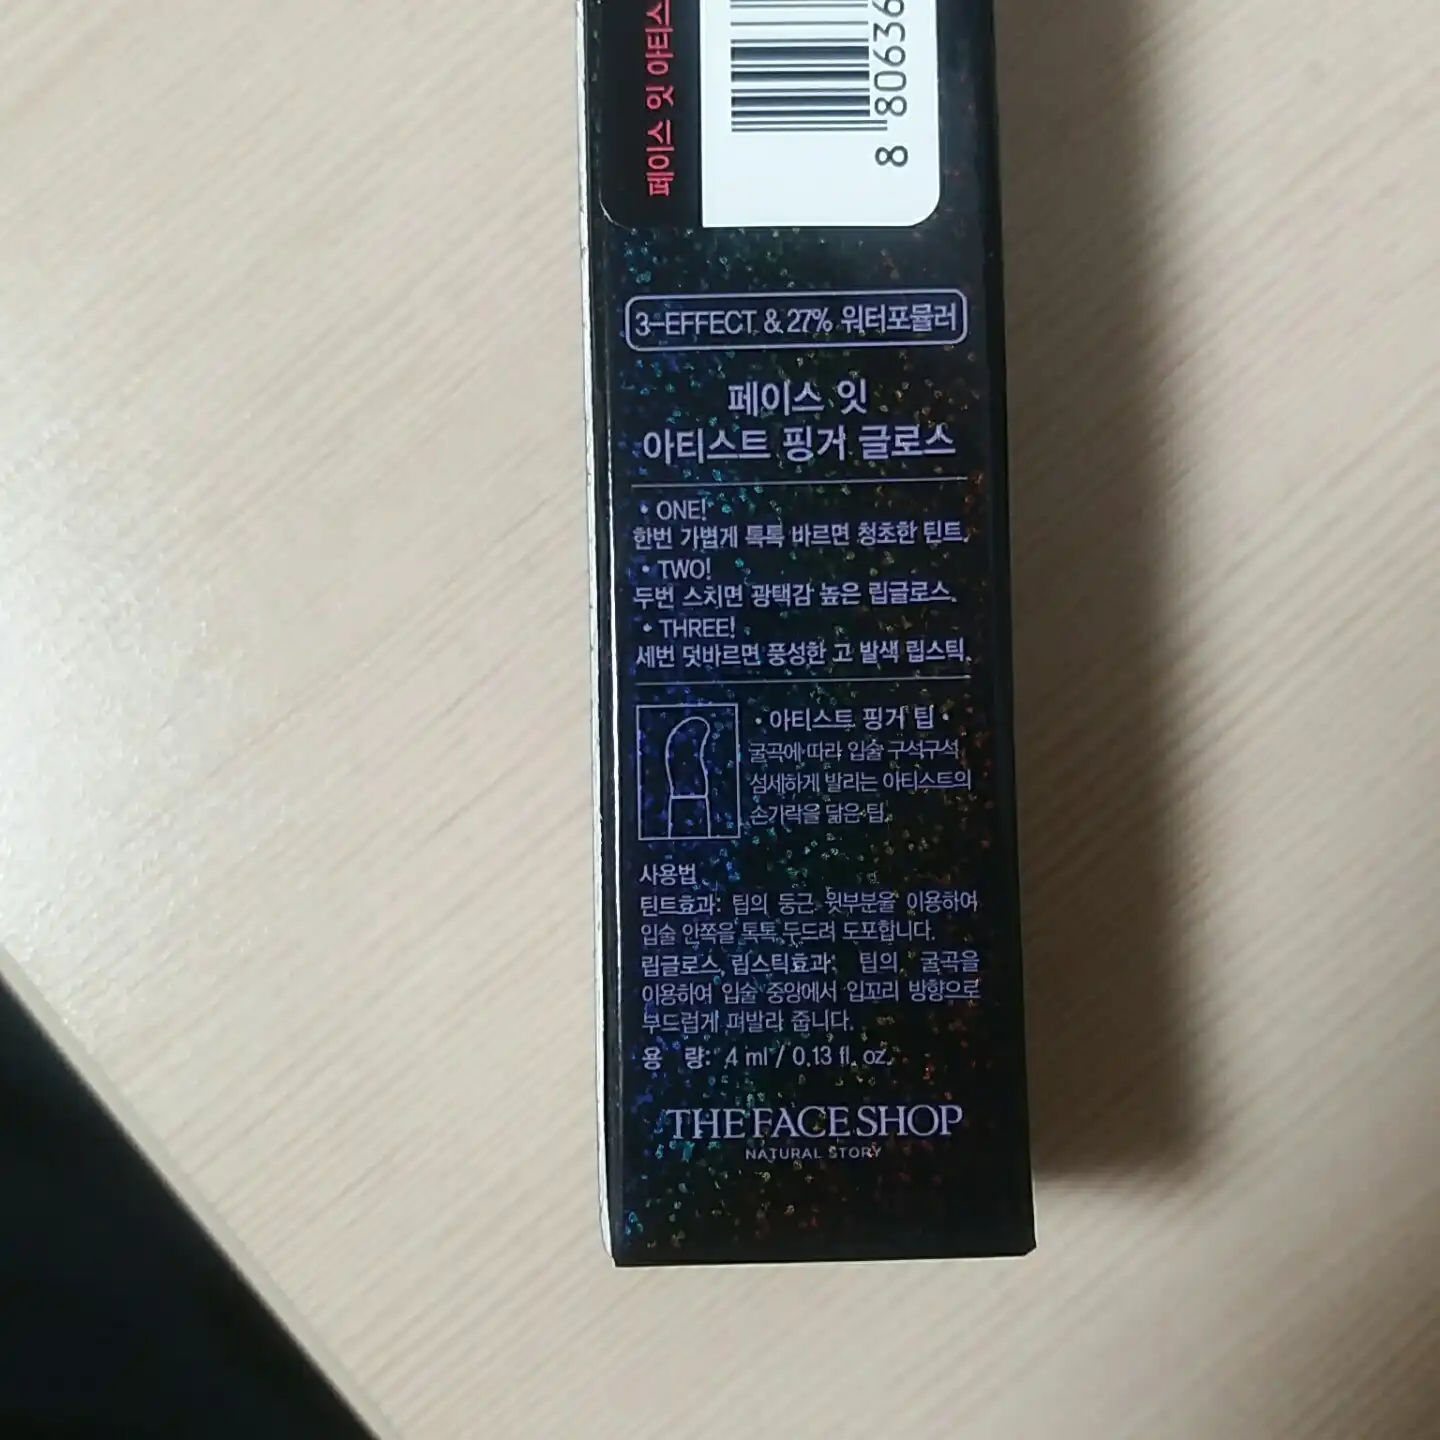 페이스 잇 아티스
8 80636
3-EFFECT & 27% 워터포뮬러
페이스 잇
아티스트 핑거 글로스
• ONE!
한번 가볍게 톡톡 바르면 청초한 틴트.
• TWO!
두번 스치면 광택감 높은 립글로스.
• THREE!
세번 덧바르면 풍성한 고 발색 립스틱.
• 아티스트 핑거 팁 •
굴곡에 따라 입술 구석구석
섬세하게 발리는 아티스트의
손가락을 닮은 팁.
사용법
틴트효과: 팁의 둥근 윗부분을 이용하여
입술 안쪽을 톡톡 두드려 도포합니다.
립글로스, 립스틱효과: 팁의 굴곡을
이용하여 입술 중앙에서 입꼬리 방향으로
부드럽게 펴발라 줍니다.
용 량: 4 ml / 0.13 fl. oz.
THE FACE SHOP
NATURAL STORY